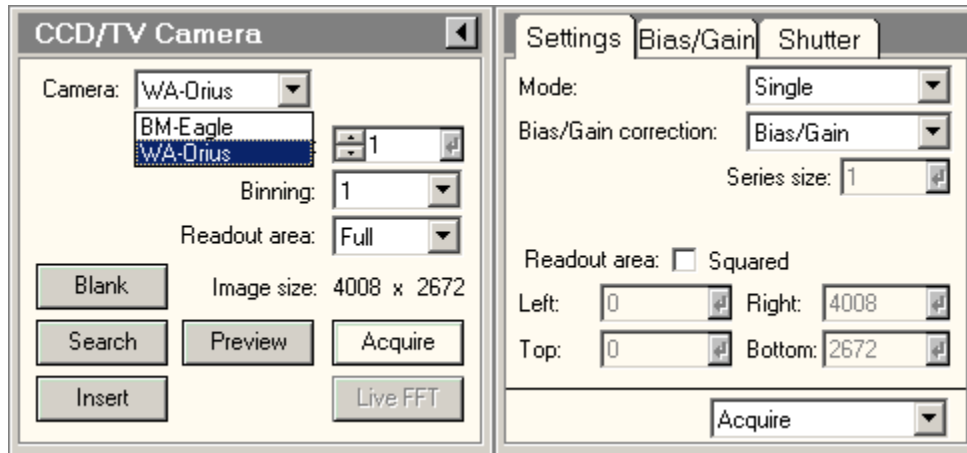 CCD/TV Camera
Camera: WA-Orius
BM-Eagle
WA-Orius
1
Binning: 1
Readout area: Full
Blank
Image size: 4008 x 2672
Search
Preview
Acquire
Insert
Live FFT
Settings
Bias/Gain
Shutter
Mode: Single
Bias/Gain correction: Bias/Gain
Series size: 1
Readout area: Squared
Left: 0 Right: 4008
Top: 0 Bottom: 2672
Acquire